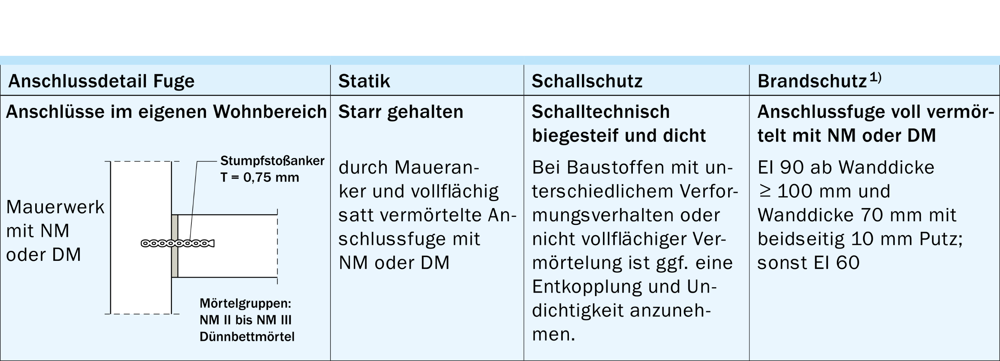 Anschlussdetail Fuge
Statik
Schallschutz
Brandschutz 1)
Anschlüsse im eigenen Wohnbereich
Stumpfstoßanker
T = 0,75 mm
Mauerwerk
mit NM
oder DM
Mörtelgruppen:
NM II bis NM III
Dünnbettmörtel
Starr gehalten
durch Maueran-
ker und vollflächig
satt vermörtelte An-
schlussfuge mit
NM oder DM
Schalltechnisch
biegesteif und dicht
Bei Baustoffen mit un-
terschiedlichem Verfor-
mungsverhalten oder
nicht vollflächiger Ver-
mörtelung ist ggf. eine
Entkopplung und Un-
dichtigkeit anzuneh-
men.
Anschlussfuge voll vermör-
telt mit NM oder DM
EI 90 ab Wanddicke
≥ 100 mm und
Wanddicke 70 mm mit
beidseitig 10 mm Putz;
sonst EI 60